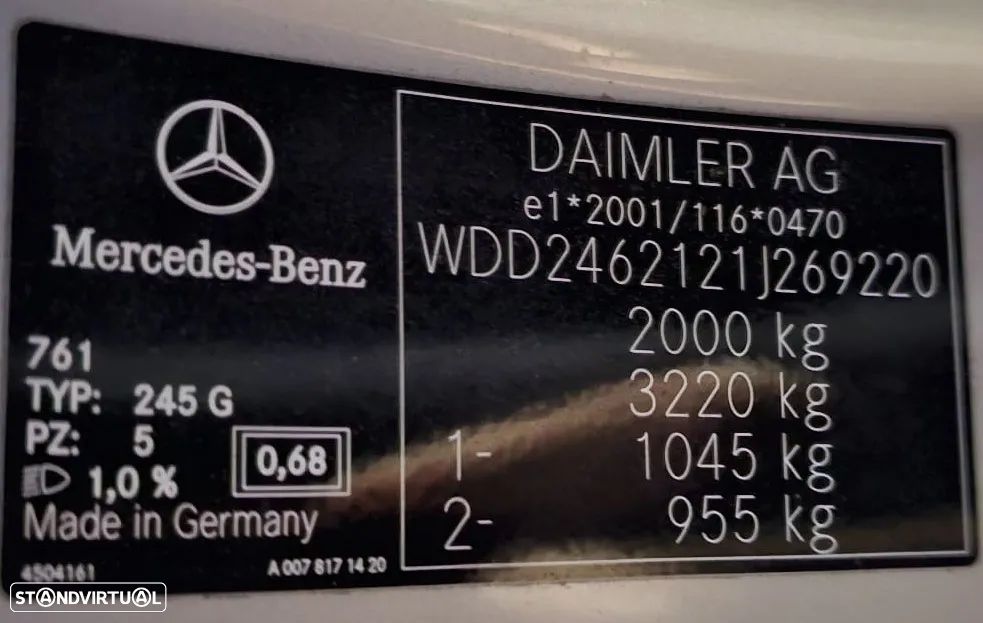 Mercedes-Benz
761
TYP: 245 G
PZ: 5
1,0 %
0,68
Made in Germany
4504161
A 007 817 14 20
DAIMLER AG
e1*2001/116*0470
WDD2462121J269220
2000 kg
3220 kg
1- 1045 kg
2- 955 kg
STANDVIRTUAL